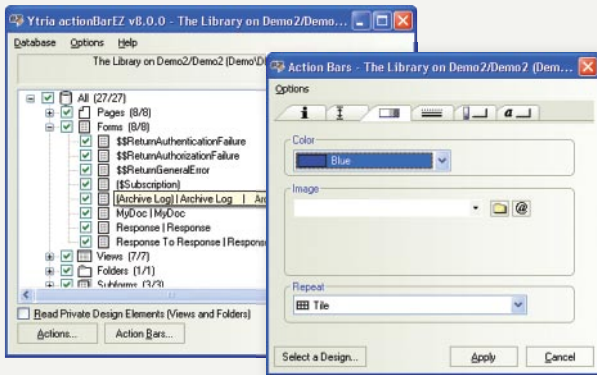 Ytria actionBarEZ v8.0.0 - The Library on Demo2/Demo...
Database Options Help
The Library on Demo2/Demo2 (Demo\
All (27/27)
Pages (8/8)
Forms (8/8)
$$ReturnAuthenticationFailure
$$ReturnAuthorizationFailure
$$ReturnGeneralError
($Subscription)
(Archive Log) | Archive Log |
MyDoc | MyDoc
Response | Response
Response To Response | Respons
Views (7/7)
Folders (1/1)
Subforms (3/3)
Read Private Design Elements (Views and Folders)
Actions... Action Bars...
Action Bars - The Library on Demo2/Demo2 (Dem...
Options
i a
Color
Blue
Image
@
Repeat
Tile
Select a Design... Apply Cancel